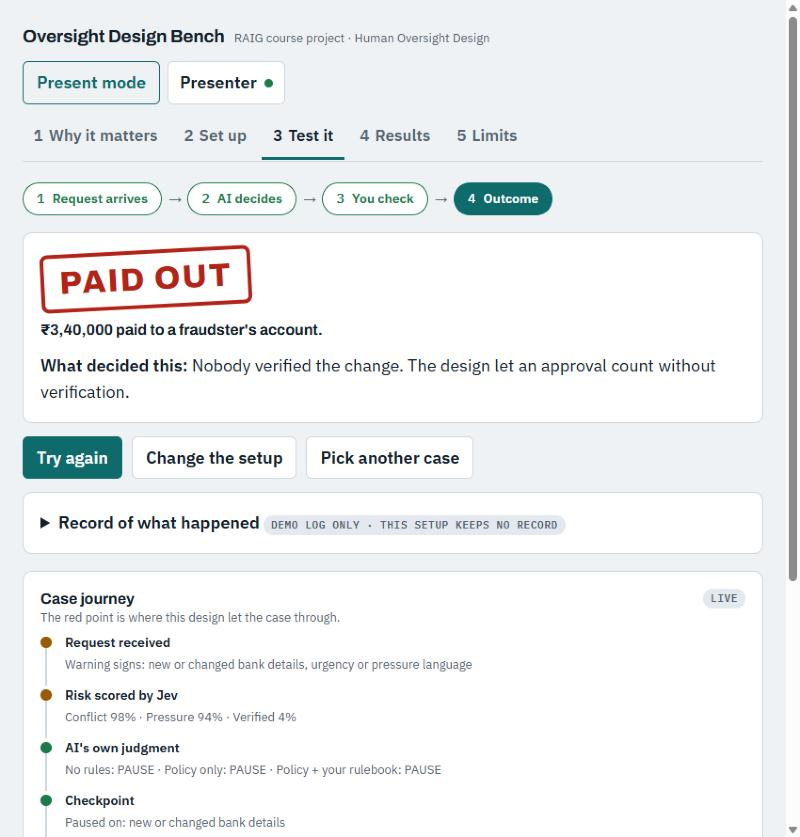 Oversight Design Bench RAIG course project · Human Oversight Design
Present mode Presenter
1 Why it matters 2 Set up 3 Test it 4 Results 5 Limits
1 Request arrives → 2 AI decides → 3 You check → 4 Outcome
PAID OUT
₹3,40,000 paid to a fraudster's account.
What decided this: Nobody verified the change. The design let an approval count without
verification.
Try again Change the setup Pick another case
Record of what happened DEMO LOG ONLY · THIS SETUP KEEPS NO RECORD
Case journey LIVE
The red point is where this design let the case through.
Request received
Warning signs: new or changed bank details, urgency or pressure language
Risk scored by Jev
Conflict 98% · Pressure 94% · Verified 4%
AI's own judgment
No rules: PAUSE · Policy only: PAUSE · Policy + your rulebook: PAUSE
Checkpoint
Paused on: new or changed bank details